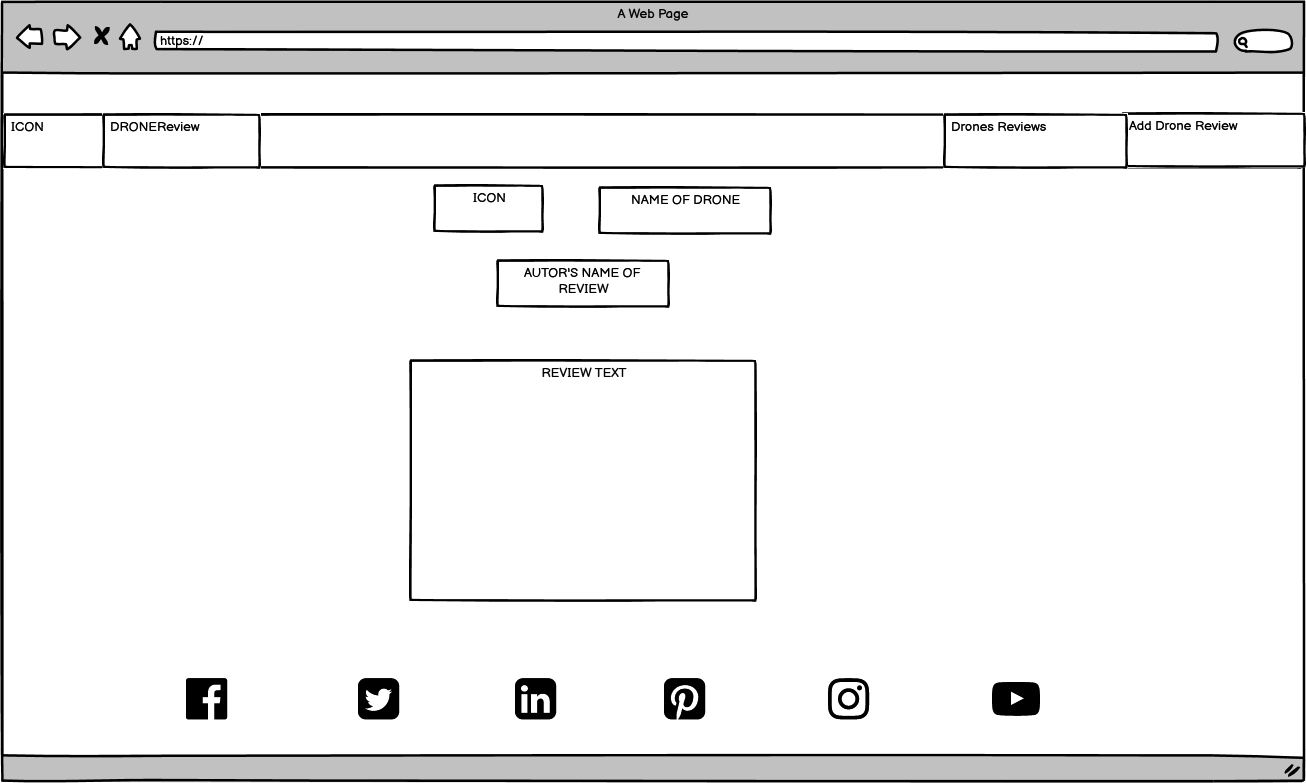 A Web Page
https://
ICON
DRONEReview
Drones Reviews
Add Drone Review
ICON
NAME OF DRONE
AUTOR'S NAME OF
REVIEW
REVIEW TEXT